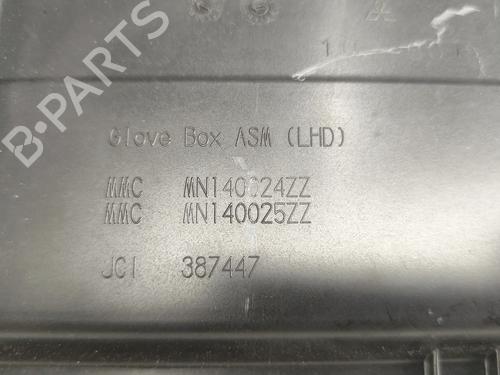 Glove Box ASM (LHD)
MMC MN140024ZZ
MMC MN140025ZZ
JCI 387447
B-PARTS